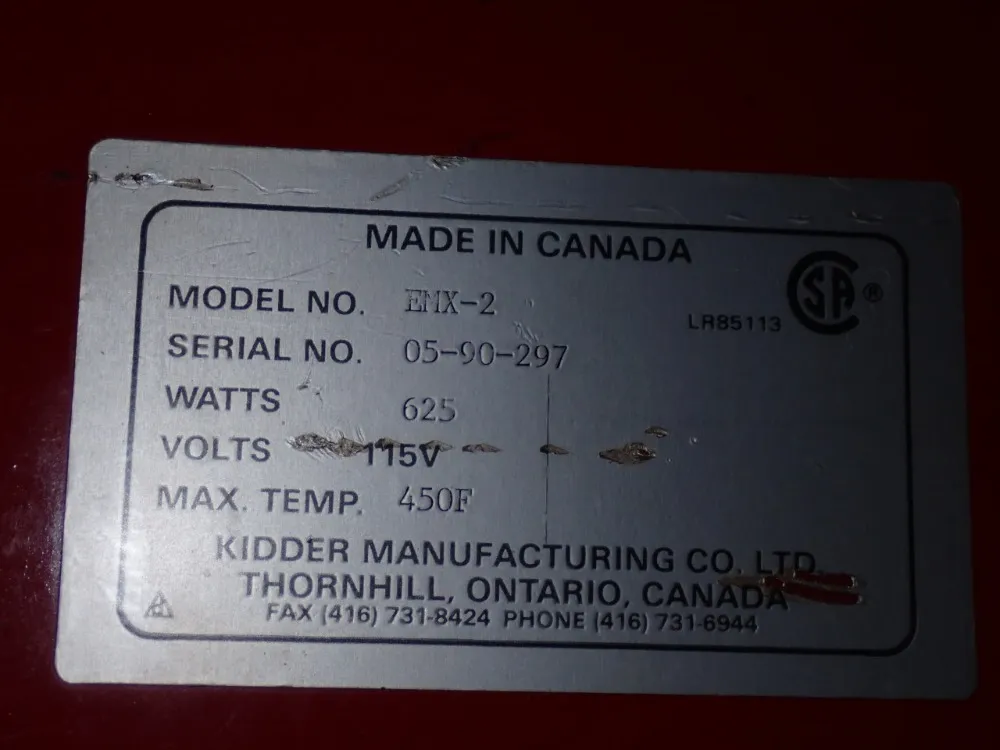 MADE IN CANADA
MODEL NO. EMX-2
SA ®
LR85113
SERIAL NO. 05-90-297
WATTS 625
VOLTS 115V
MAX. TEMP. 450F
KIDDER MANUFACTURING CO. LTD.
THORNHILL, ONTARIO, CANADA
FAX (416) 731-8424 PHONE (416) 731-6944